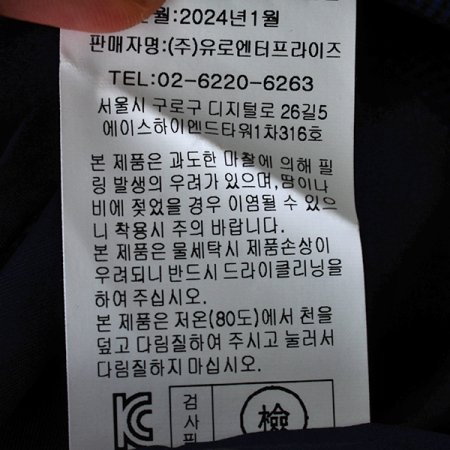 월:2024년1월
판매자명:(주)유로엔터프라이즈
TEL:02-6220-6263
서울시 구로구 디지털로 26길5
에이스하이엔드타워1차316호
본 제품은 과도한 마찰에 의해 필
링 발생의 우려가 있으며,땀이나
비에 젖었을 경우 이염될 수 있으
니 착용시 주의 바랍니다.
본 제품은 물세탁시 제품손상이
우려되니 반드시 드라이클리닝을
하여 주십시오.
본 제품은 저온(80도)에서 천을
덮고 다림질하여 주시고 눌러서
다림질하지 마십시오.
KC
검
사
필
檢